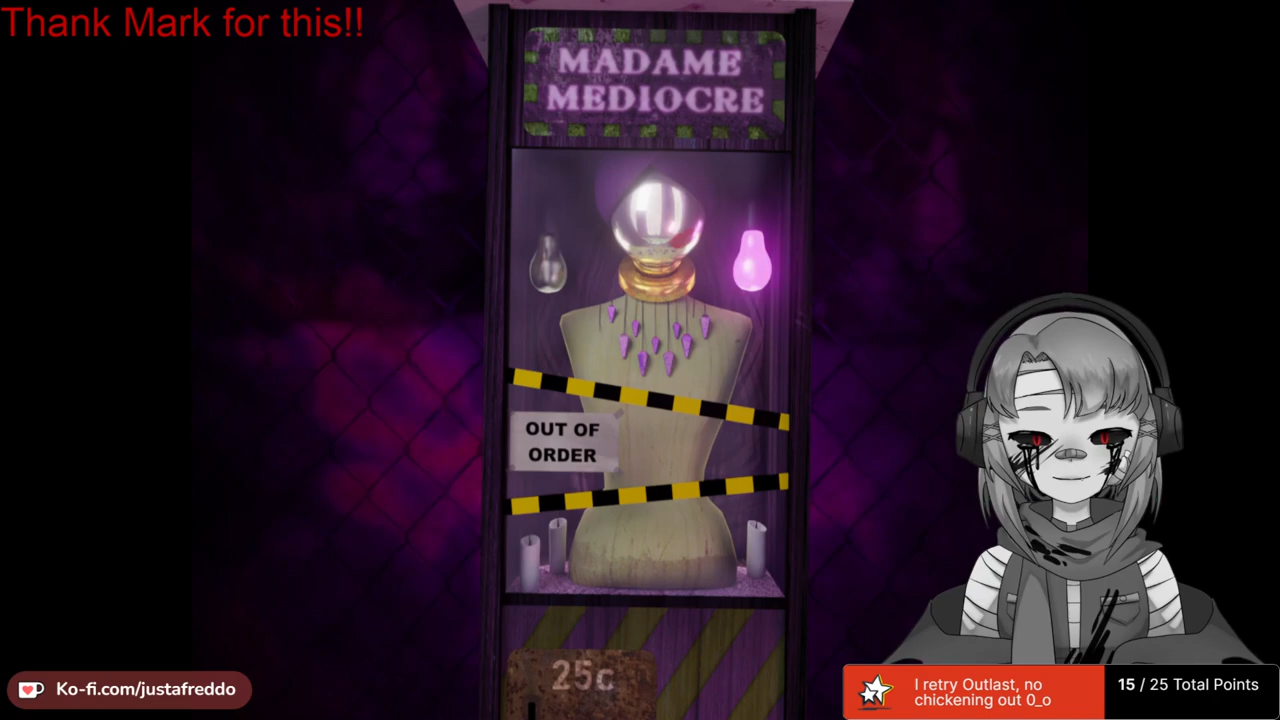 Thank Mark for this!!
MADAME
MEDIOCRE
OUT OF
ORDER
25c
Ko-fi.com/justafreddo
I retry Outlast, no
chickening out 0_o
15 / 25 Total Points